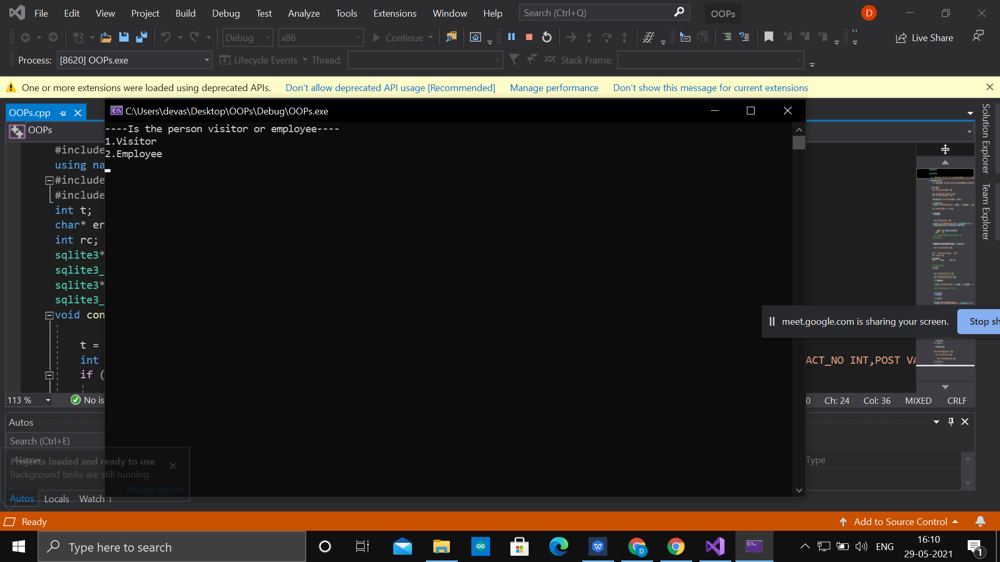 File Edit View Project Build Debug Test Analyze Tools Extensions Window Help Search (Ctrl+Q) OOPs D
Debug x86 Continue Live Share
Process: [8620] OOPs.exe Lifecycle Events Thread: Stack Frame:
One or more extensions were loaded using deprecated APIs. Don't allow deprecated API usage [Recommended] Manage performance Don't show this message for current extensions
OOPs.cpp
C:\Users\devas\Desktop\OOPs\Debug\OOPs.exe
OOPs
----Is the person visitor or employee----
1.Visitor
2.Employee
#include
using na
#include
#include
int t;
char* er
int rc;
sqlite3*
sqlite3_
sqlite3*
sqlite3_
void con
t =
int
if (
ACT_NO INT,POST VA
Solution Explorer
Team Explorer
meet.google.com is sharing your screen. Stop sh
113 % No is
0 Ch: 24 Col: 36 MIXED CRLF
Autos
Search (Ctrl+E)
Name
Type
Projects loaded and ready to use
Background tasks are still running.
Always ignore
Autos Locals Watch 1
Ready Add to Source Control
Type here to search
ENG
16:10
29-05-2021
1